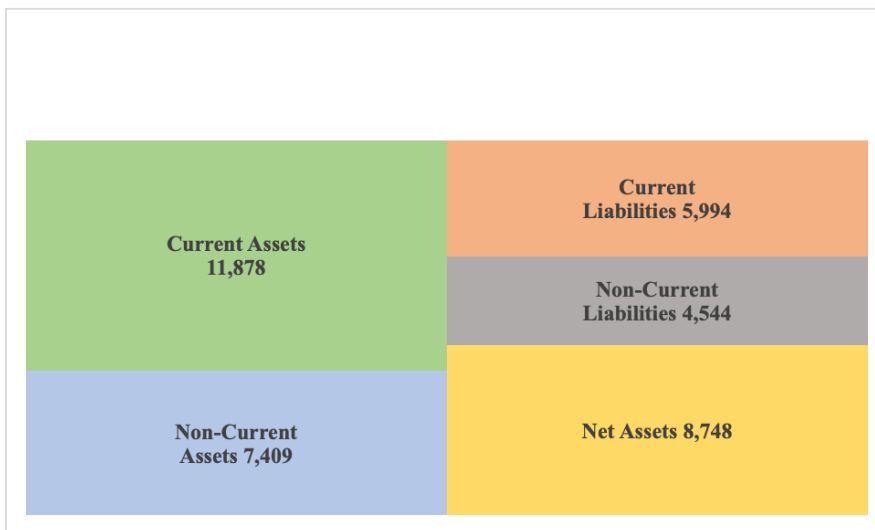 Current Assets
11,878
Non-Current
Assets 7,409
Current
Liabilities 5,994
Non-Current
Liabilities 4,544
Net Assets 8,748